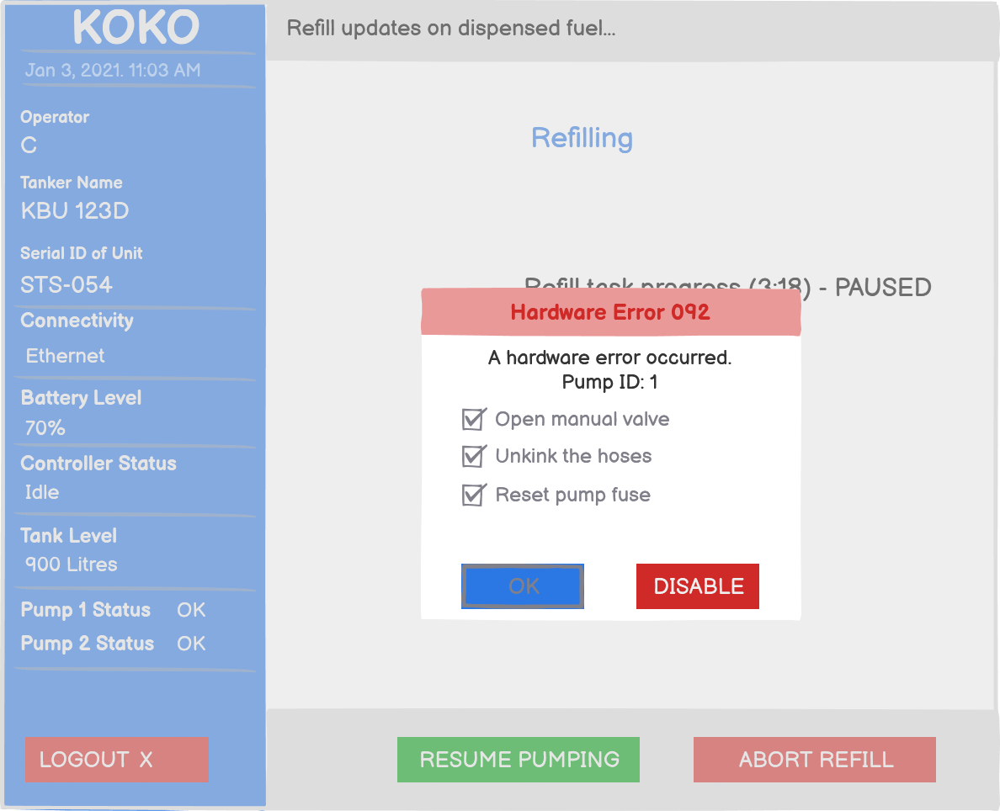 KOKO
Jan 3, 2021. 11:03 AM
Operator
C
Tanker Name
KBU 123D
Serial ID of Unit
STS-054
Connectivity
Ethernet
Battery Level
70%
Controller Status
Idle
Tank Level
900 Litres
Pump 1 Status OK
Pump 2 Status OK
LOGOUT X
Refill updates on dispensed fuel...
Refilling
Refill task progress (3:18) - PAUSED
Hardware Error 092
A hardware error occurred.
Pump ID: 1
Open manual valve
Unkink the hoses
Reset pump fuse
OK
DISABLE
RESUME PUMPING
ABORT REFILL